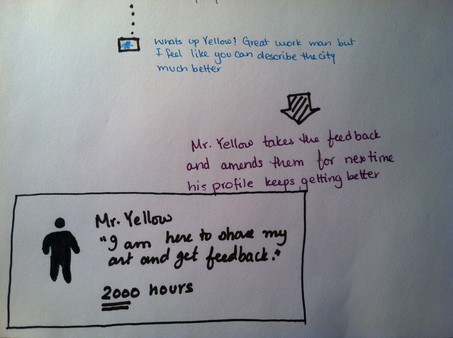 Whats up Yellow! Great work man but
I feel like you can describe the city
much better
Mr. Yellow takes the feedback
and amends them for next time
his profile keeps getting better
Mr. Yellow
"I am here to share my
art and get feedback."
2000 hours